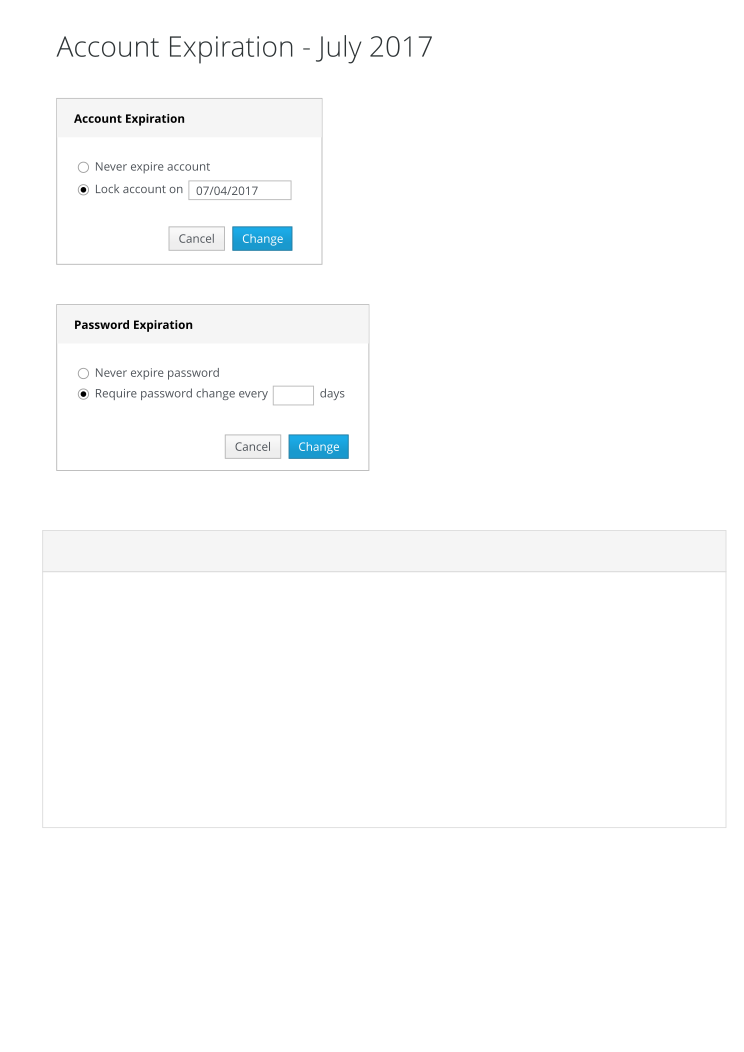 Account Expiration - July 2017
Account Expiration
Never expire account
Lock account on 07/04/2017
Cancel Change
Password Expiration
Never expire password
Require password change every days
Cancel Change